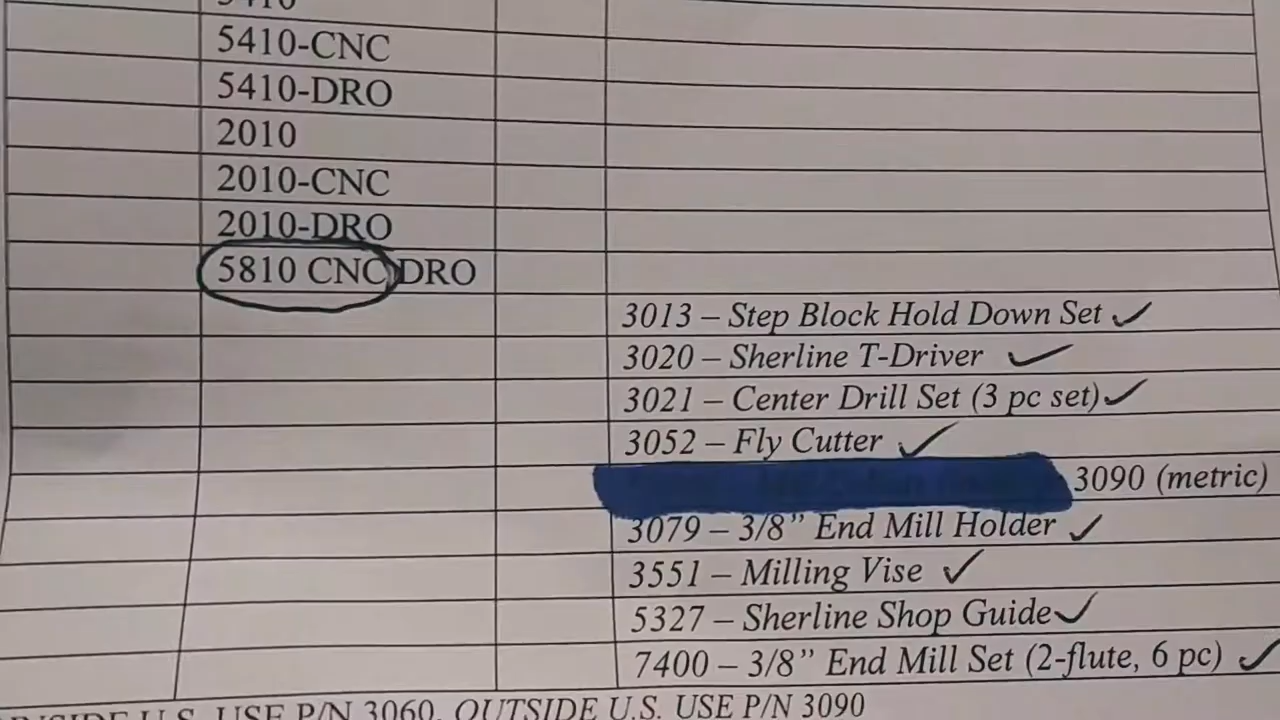 5410-CNC
5410-DRO
2010
2010-CNC
2010-DRO
5810 CNC DRO
3013 – Step Block Hold Down Set ✓
3020 – Sherline T-Driver ✓
3021 – Center Drill Set (3 pc set) ✓
3052 – Fly Cutter ✓
3090 (metric)
3079 – 3/8” End Mill Holder ✓
3551 – Milling Vise ✓
5327 – Sherline Shop Guide ✓
7400 – 3/8” End Mill Set (2-flute, 6 pc) ✓
U.S. USE P/N 3060, OUTSIDE U.S. USE P/N 3090